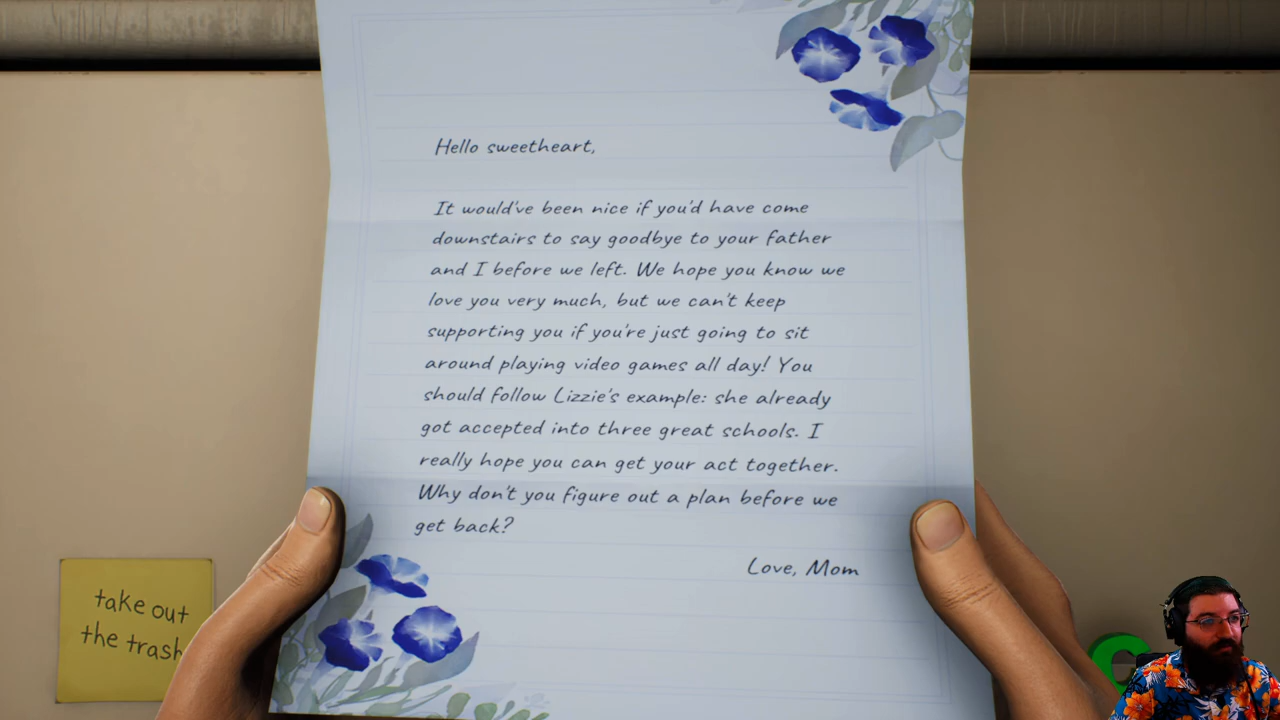 Hello sweetheart,
It would've been nice if you'd have come
downstairs to say goodbye to your father
and I before we left. We hope you know we
love you very much, but we can't keep
supporting you if you're just going to sit
around playing video games all day! You
should follow Lizzie's example: she already
got accepted into three great schools. I
really hope you can get your act together.
Why don't you figure out a plan before we
get back?
Love, Mom
take out
the trash